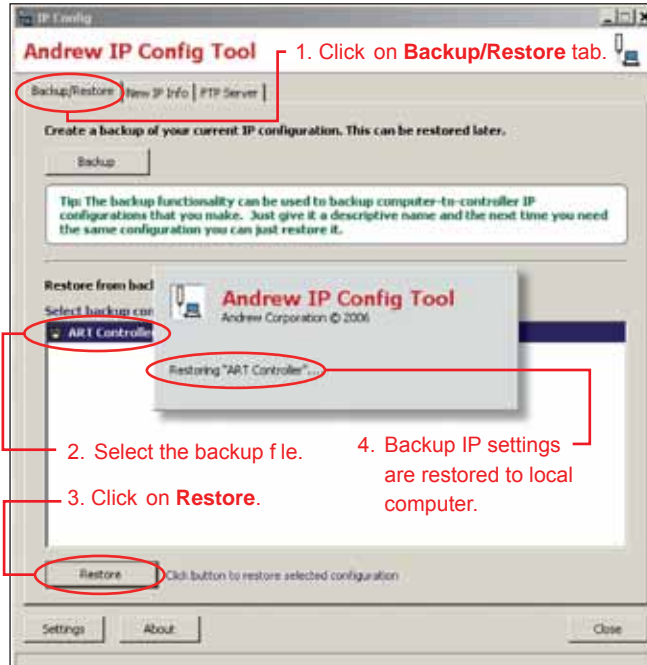 IP Config
Andrew IP Config Tool
1. Click on Backup/Restore tab.
Backup/Restore New IP Info FTP Server
Create a backup of your current IP configuration. This can be restored later.
Backup
Tip: The backup functionality can be used to backup computer-to-controller IP
configurations that you make. Just give it a descriptive name and the next time you need
the same configuration you can just restore it.
Restore from bac
Select backup con
ART Controlle
Andrew IP Config Tool
Andrew Corporation © 2006
Restoring "ART Controller"...
2. Select the backup f le.
3. Click on Restore.
4. Backup IP settings
are restored to local
computer.
Restore
Click button to restore selected configuration
Settings
About
Close